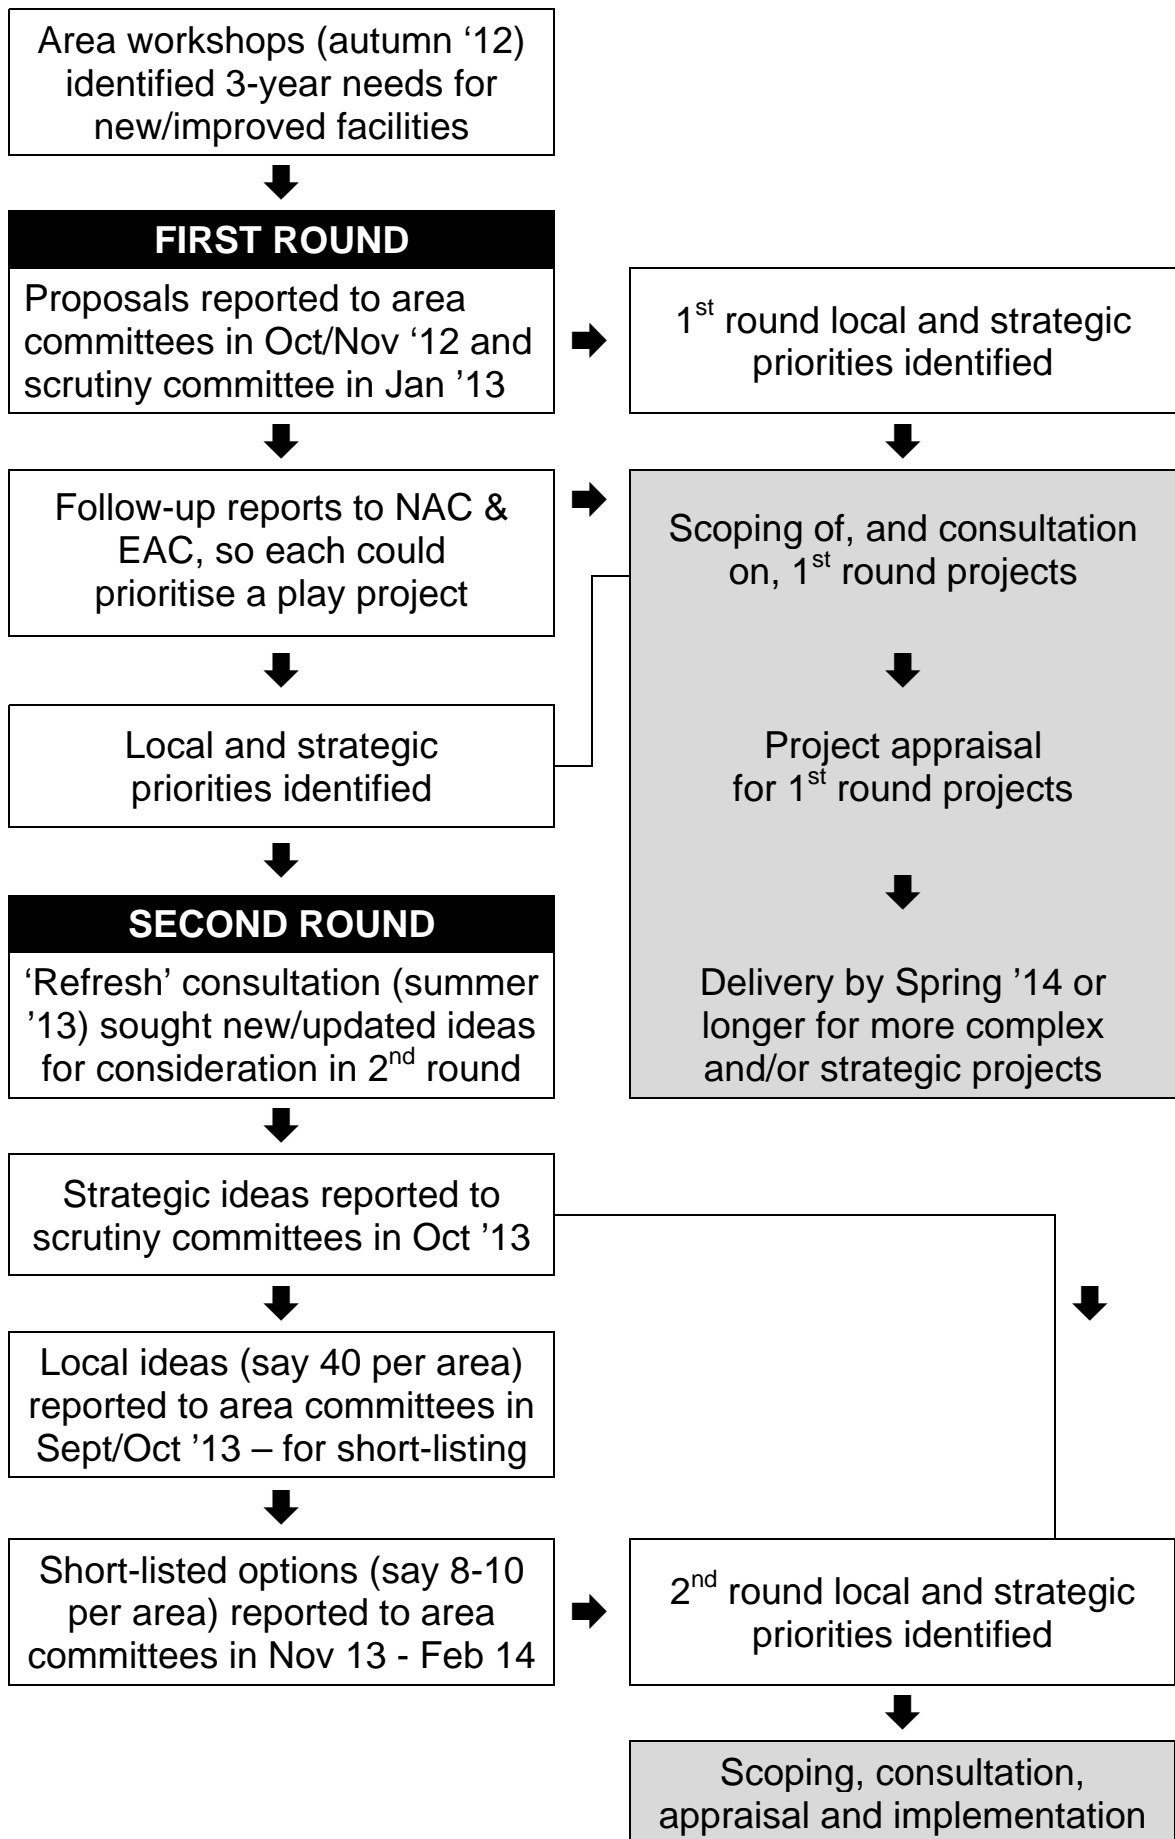 Area workshops (autumn ‘12)
identified 3-year needs for
new/improved facilities
FIRST ROUND
Proposals reported to area
committees in Oct/Nov ‘12 and
scrutiny committee in Jan ’13
1st round local and strategic
priorities identified
Follow-up reports to NAC &
EAC, so each could
prioritise a play project
Scoping of, and consultation
on, 1st round projects
Local and strategic
priorities identified
Project appraisal
for 1st round projects
SECOND ROUND
‘Refresh’ consultation (summer
’13) sought new/updated ideas
for consideration in 2nd round
Delivery by Spring ’14 or
longer for more complex
and/or strategic projects
Strategic ideas reported to
scrutiny committees in Oct ’13
Local ideas (say 40 per area)
reported to area committees in
Sept/Oct ’13 – for short-listing
Short-listed options (say 8-10
per area) reported to area
committees in Nov 13 - Feb 14
2nd round local and strategic
priorities identified
Scoping, consultation,
appraisal and implementation